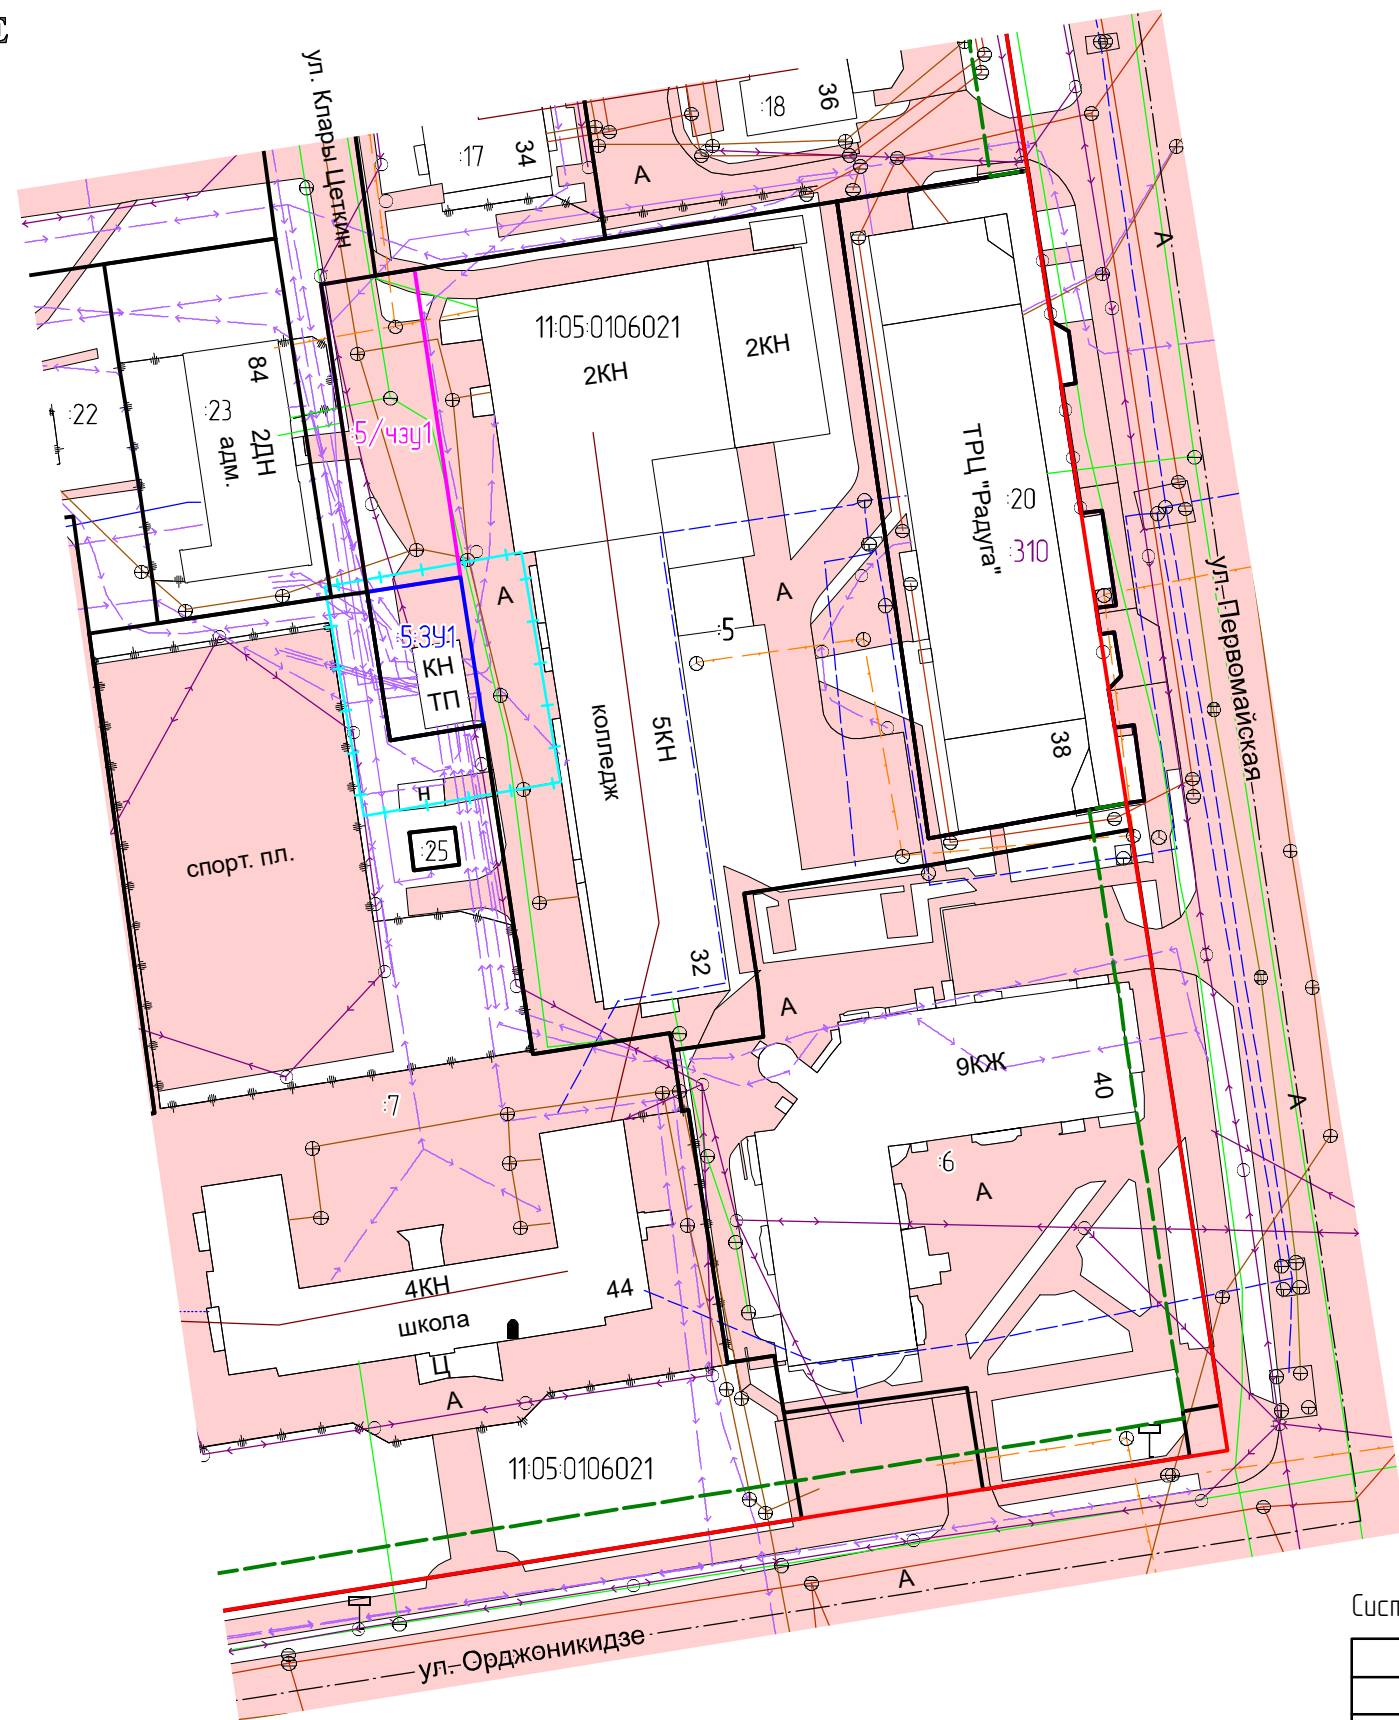 ул. Клары Цеткин
:17
34
:18
36
А
А
11:05:0106021
2КН
2КН
:22
:23
84
2ДН
адм.
:5/чзу1
ТРЦ "Радуга"
:20
:310
38
А
А
:5
:5:ЗУ1
КН
ТП
колледж
5КН
32
ул. Первомайская
н
:25
спорт. пл.
А
9КЖ
40
:7
:6
А
А
4КН
школа
44
Ц
А
11:05:0106021
А
ул. Орджоникидзе